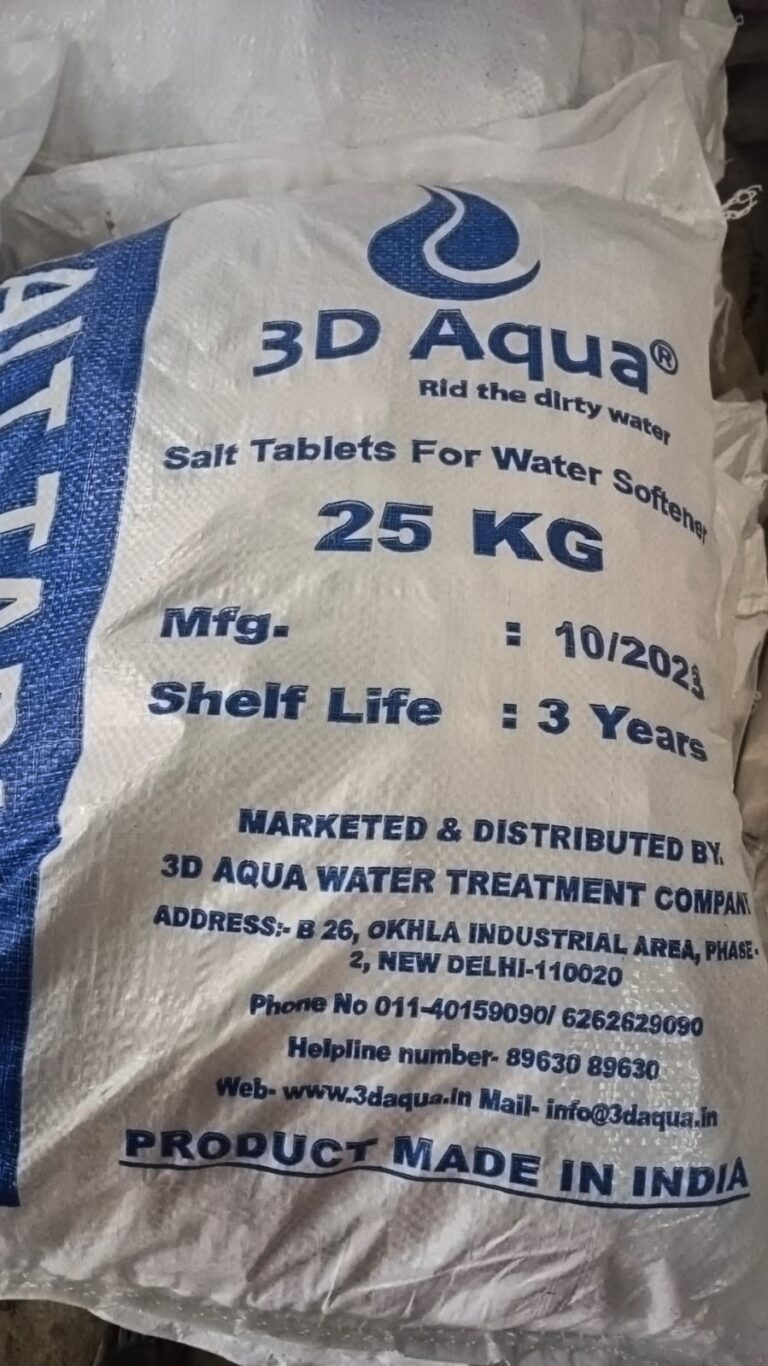 3D Aqua®
Rid the dirty water
Salt Tablets For Water Softener
25 KG
Mfg. : 10/2023
Shelf Life : 3 Years
MARKETED & DISTRIBUTED BY.
3D AQUA WATER TREATMENT COMPANY
ADDRESS:- B 26, OKHLA INDUSTRIAL AREA, PHASE-
2, NEW DELHI-110020
Phone No 011-40159090/ 6262629090
Helpline number- 89630 89630
Web- www.3daqua.in Mail- info@3daqua.in
PRODUCT MADE IN INDIA